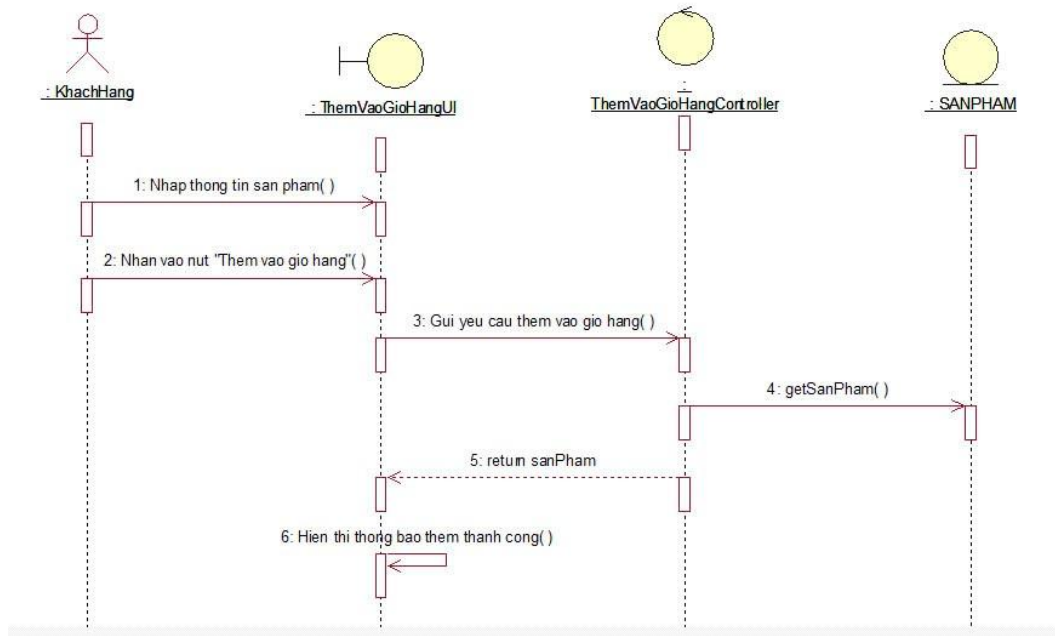 : KhachHang
: ThemVaoGioHangUI
:
ThemVaoGioHangController
: SANPHAM
1: Nhap thong tin san pham( )
2: Nhan vao nut "Them vao gio hang"( )
3: Gui yeu cau them vao gio hang( )
4: getSanPham( )
5: return sanPham
6: Hien thi thong bao them thanh cong( )